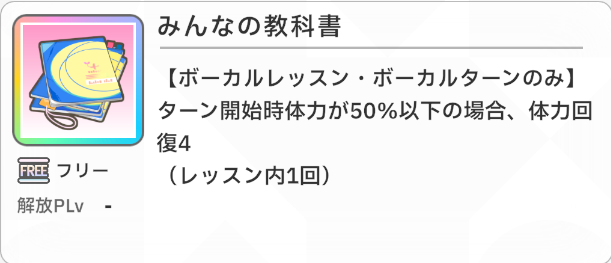 みんなの教科書
【ボーカルレッスン・ボーカルターンのみ】
ターン開始時体力が50%以下の場合、体力回
復4
（レッスン内1回）
FREE フリー
解放PLv -